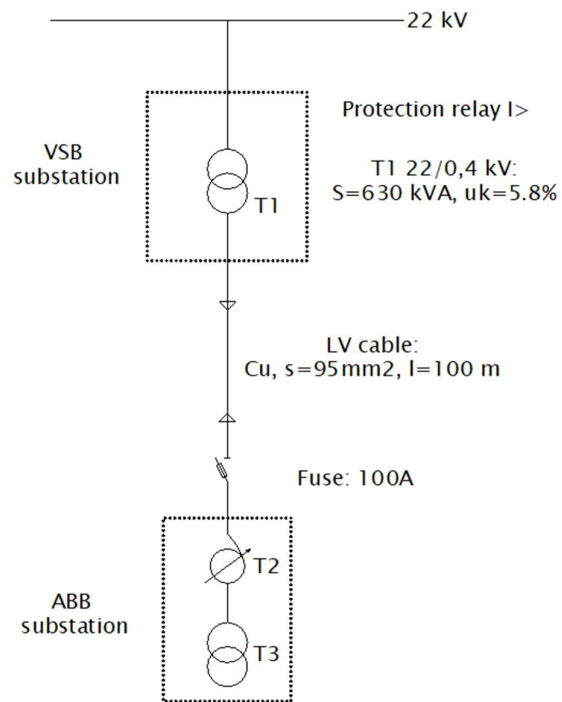 22 kV
Protection relay I>
VSB
substation
T1 22/0,4 kV:
S=630 kVA, uk=5.8%
T1
LV cable:
Cu, s=95mm2, l=100 m
Fuse: 100A
T2
ABB
substation
T3